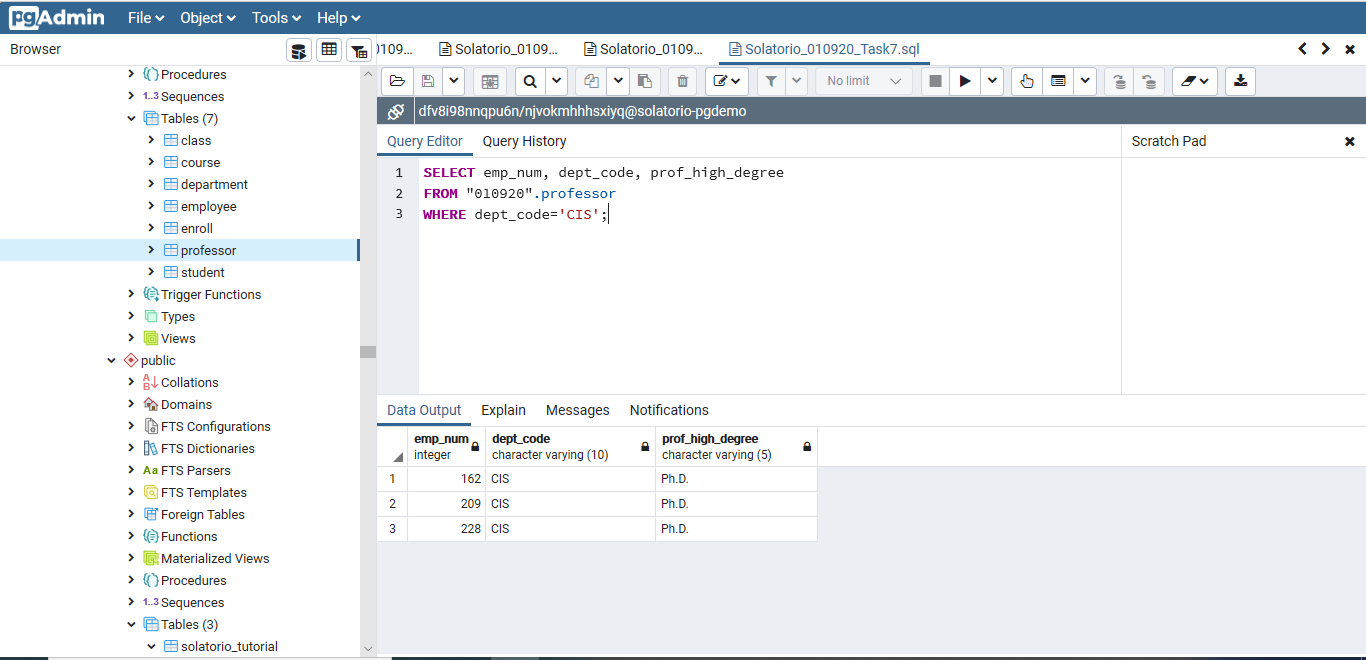 pgAdmin File Object Tools Help
Browser
)109... Solatorio_0109... Solatorio_0109... Solatorio_010920_Task7.sql
No limit
dfv8i98nnqpu6n/njvokmhhhsxiyq@solatorio-pgdemo
Procedures
1..3 Sequences
Tables (7)
class
course
department
employee
enroll
professor
student
Trigger Functions
Types
Views
public
Collations
Domains
FTS Configurations
FTS Dictionaries
Aa FTS Parsers
FTS Templates
Foreign Tables
Functions
Materialized Views
Procedures
1..3 Sequences
Tables (3)
solatorio_tutorial
Query Editor Query History
Scratch Pad
1 SELECT emp_num, dept_code, prof_high_degree
2 FROM "010920".professor
3 WHERE dept_code='CIS';
Data Output Explain Messages Notifications
emp_num dept_code prof_high_degree
integer character varying (10) character varying (5)
1 162 CIS Ph.D.
2 209 CIS Ph.D.
3 228 CIS Ph.D.